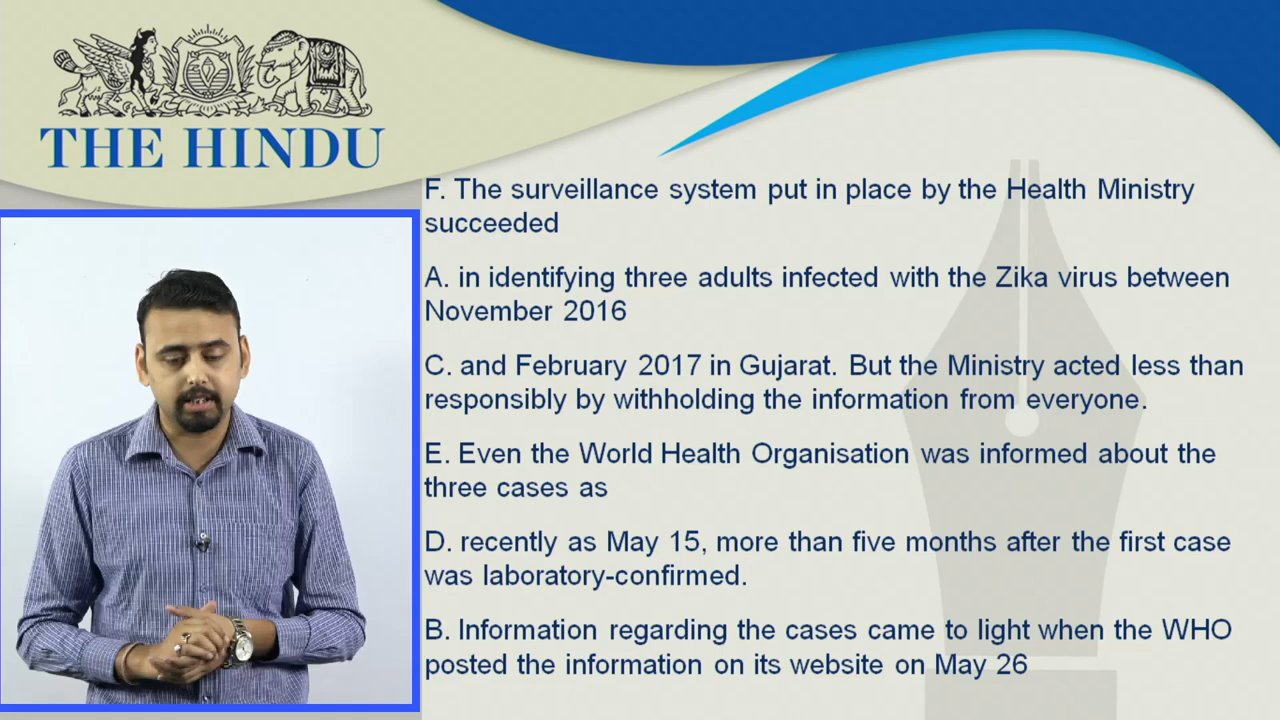 THE HINDU
F. The surveillance system put in place by the Health Ministry
succeeded
A. in identifying three adults infected with the Zika virus between
November 2016
C. and February 2017 in Gujarat. But the Ministry acted less than
responsibly by withholding the information from everyone.
E. Even the World Health Organisation was informed about the
three cases as
D. recently as May 15, more than five months after the first case
was laboratory-confirmed.
B. Information regarding the cases came to light when the WHO
posted the information on its website on May 26